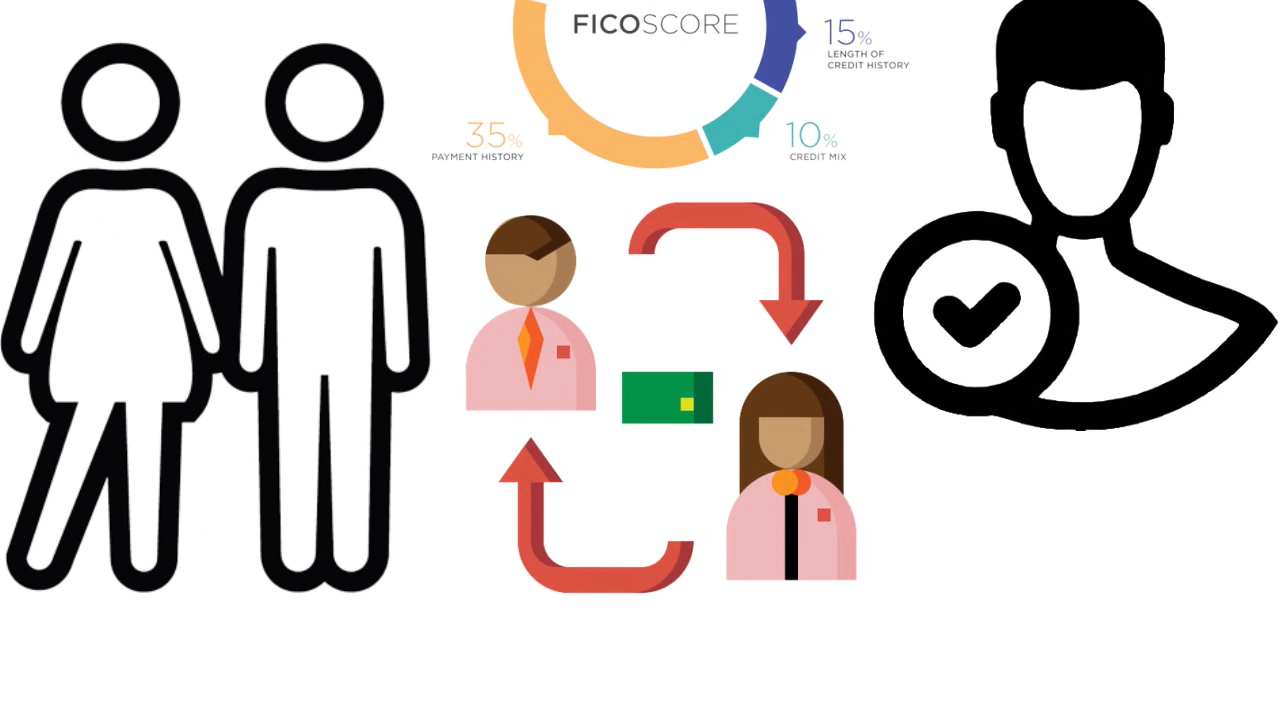 FICOSCORE
15%
LENGTH OF
CREDIT HISTORY
35%
PAYMENT HISTORY
10%
CREDIT MIX